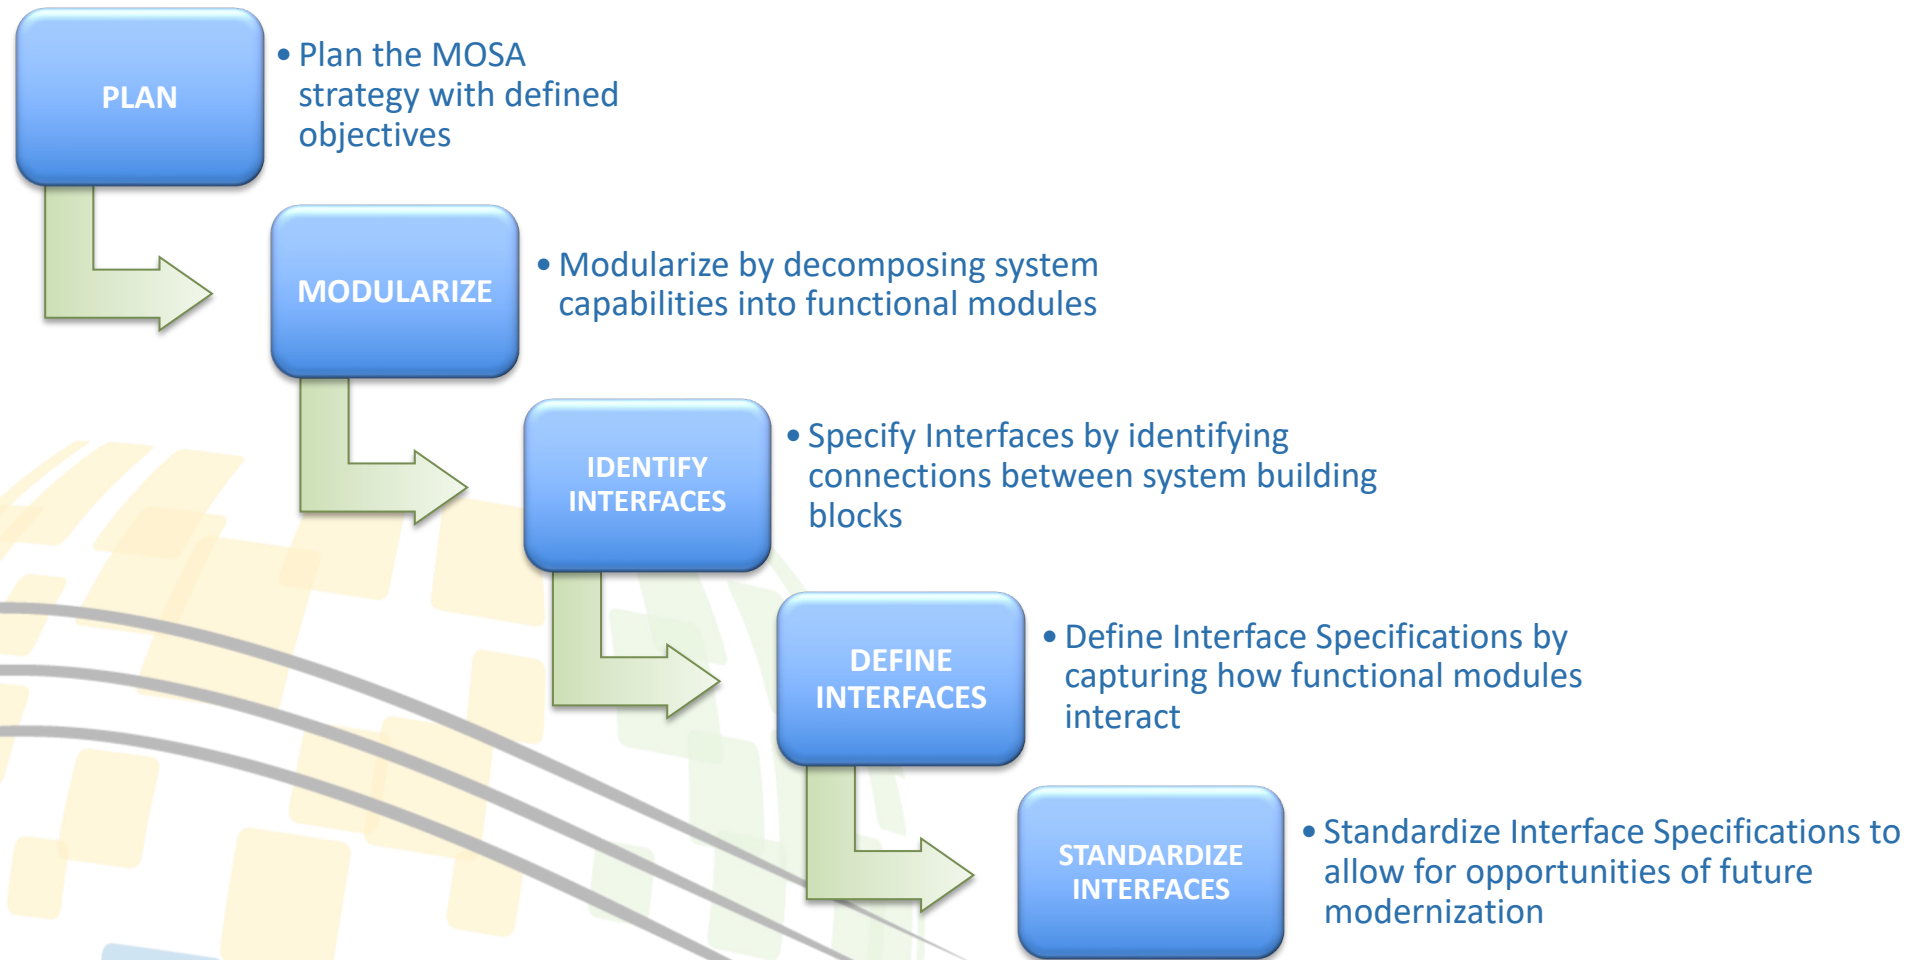 PLAN
• Plan the MOSA
strategy with defined
objectives
MODULARIZE
• Modularize by decomposing system
capabilities into functional modules
IDENTIFY
INTERFACES
• Specify Interfaces by identifying
connections between system building
blocks
DEFINE
INTERFACES
• Define Interface Specifications by
capturing how functional modules
interact
STANDARDIZE
INTERFACES
• Standardize Interface Specifications to
allow for opportunities of future
modernization